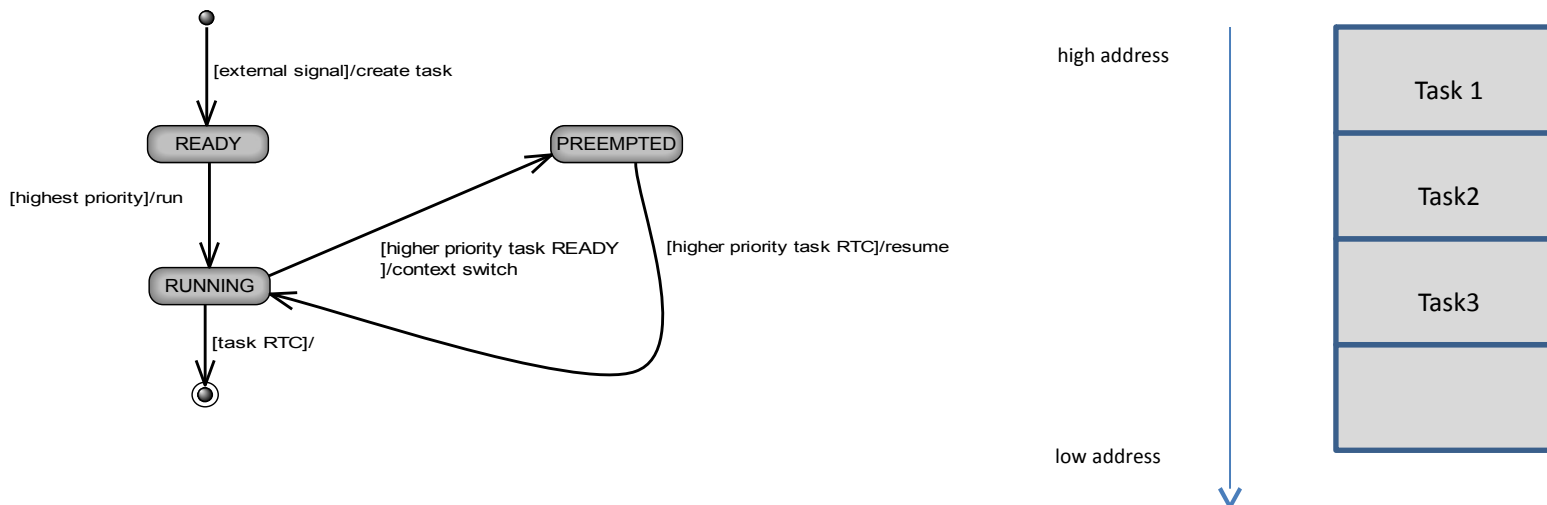 [external signal]/create task
READY
[highest priority]/run
RUNNING
[task RTC]/
PREEMPTED
[higher priority task READY
]/context switch
[higher priority task RTC]/resume
high address
low address
Task 1
Task2
Task3